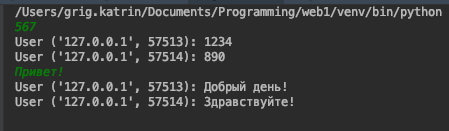 /Users/grig.katrin/Documents/Programming/web1/venv/bin/python
567
User ('127.0.0.1', 57513): 1234
User ('127.0.0.1', 57514): 890
Привет!
User ('127.0.0.1', 57513): Добрый день!
User ('127.0.0.1', 57514): Здравствуйте!